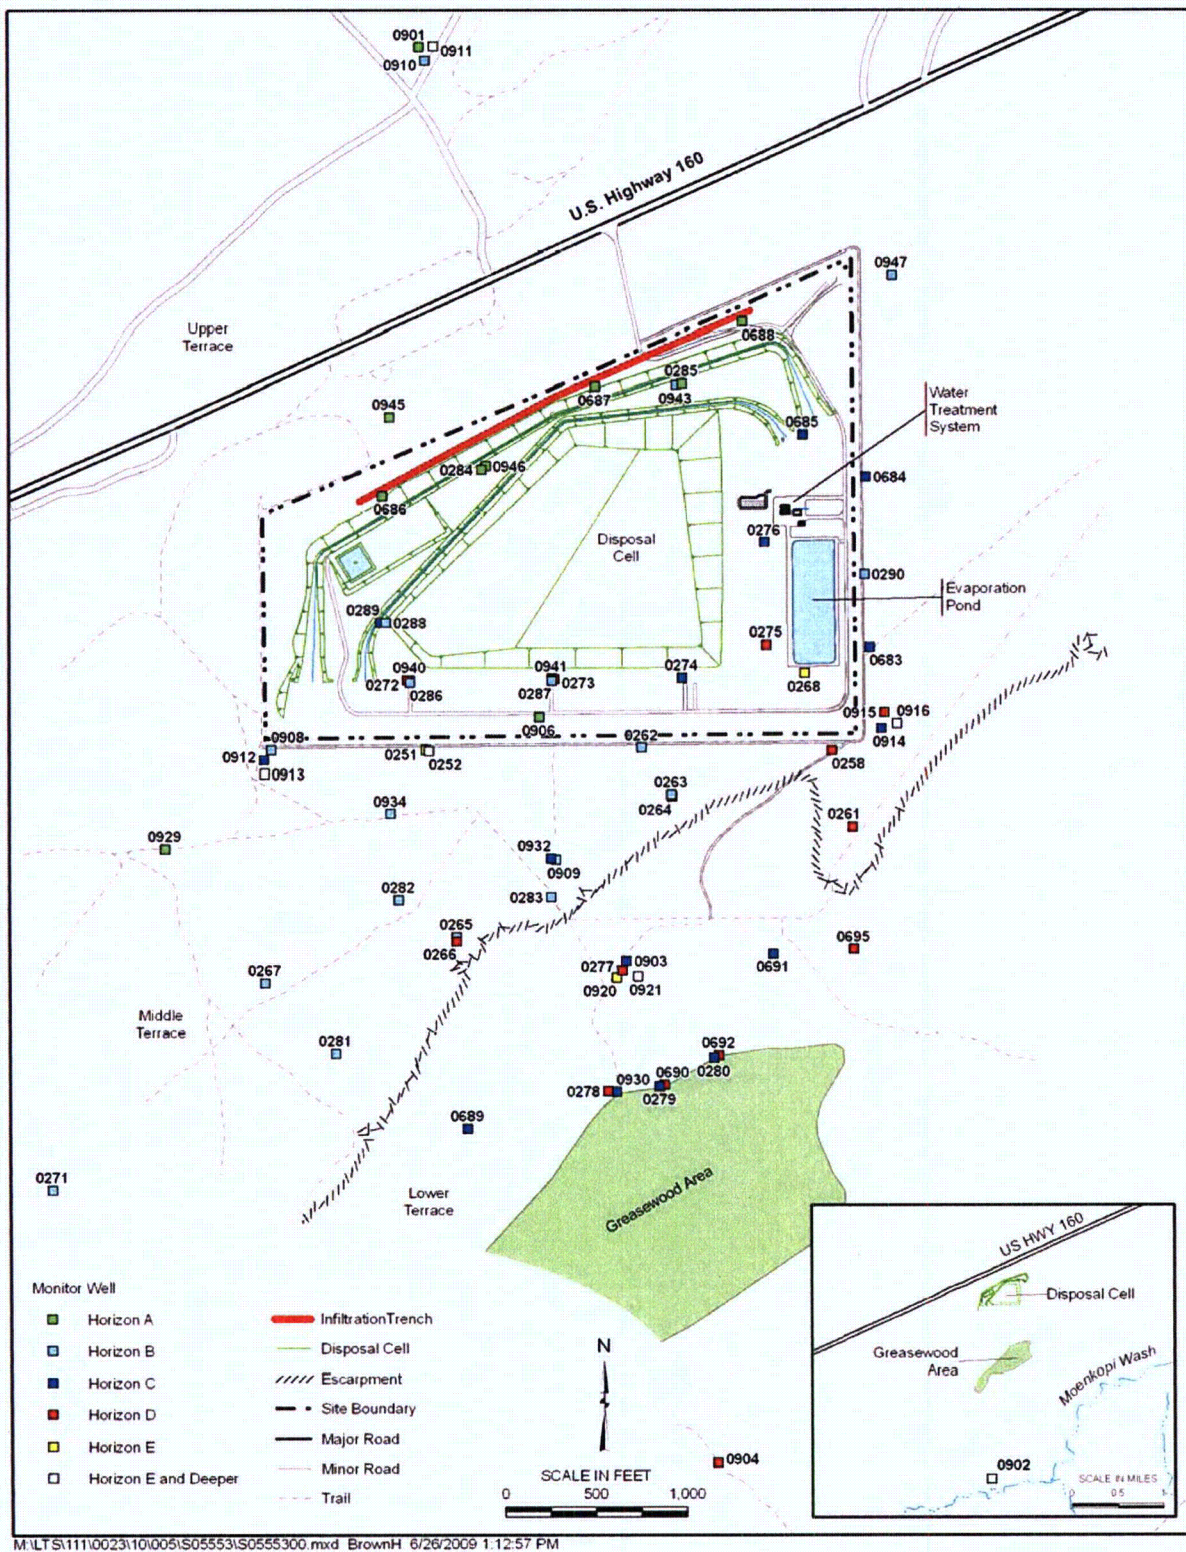 0901
0911
0910
U.S. Highway 160
0947
Upper
Terrace
0688
0285
0687
0943
Water
Treatment
System
0945
0685
0284
0946
0684
0686
0276
Disposal
Cell
0290
Evaporation
Pond
0289
0288
0275
0683
0940
0941
0274
0272
0286
0287
0273
0268
0915
0916
0906
0914
0908
0262
0912
0251
0252
0258
0913
0263
0264
0934
0261
0929
0932
0909
0282
0283
0265
0266
0695
0277
0903
0691
0267
0920
0921
Middle
Terrace
0281
0692
0280
0930
0690
0278
0279
0689
0271
Lower
Terrace
Greasewood Area
Monitor Well
Horizon A
Horizon B
Horizon C
Horizon D
Horizon E
Horizon E and Deeper
InfiltrationTrench
Disposal Cell
Escarpment
Site Boundary
Major Road
Minor Road
Trail
N
SCALE IN FEET
0 500 1,000
0904
US HWY 160
Disposal Cell
Greasewood
Area
Moenkopi Wash
0902
SCALE IN MILES
0 0.5 1
M:\LTS\111\0023\10\005\S05553\S0555300.mxd BrownH 6/26/2009 1:12:57 PM